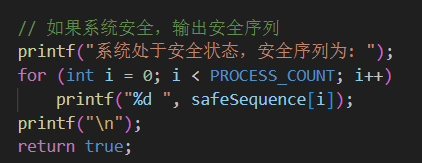 // 如果系统安全，输出安全序列
printf("系统处于安全状态，安全序列为: ");
for (int i = 0; i < PROCESS_COUNT; i++)
    printf("%d ", safeSequence[i]);
printf("\n");
return true;